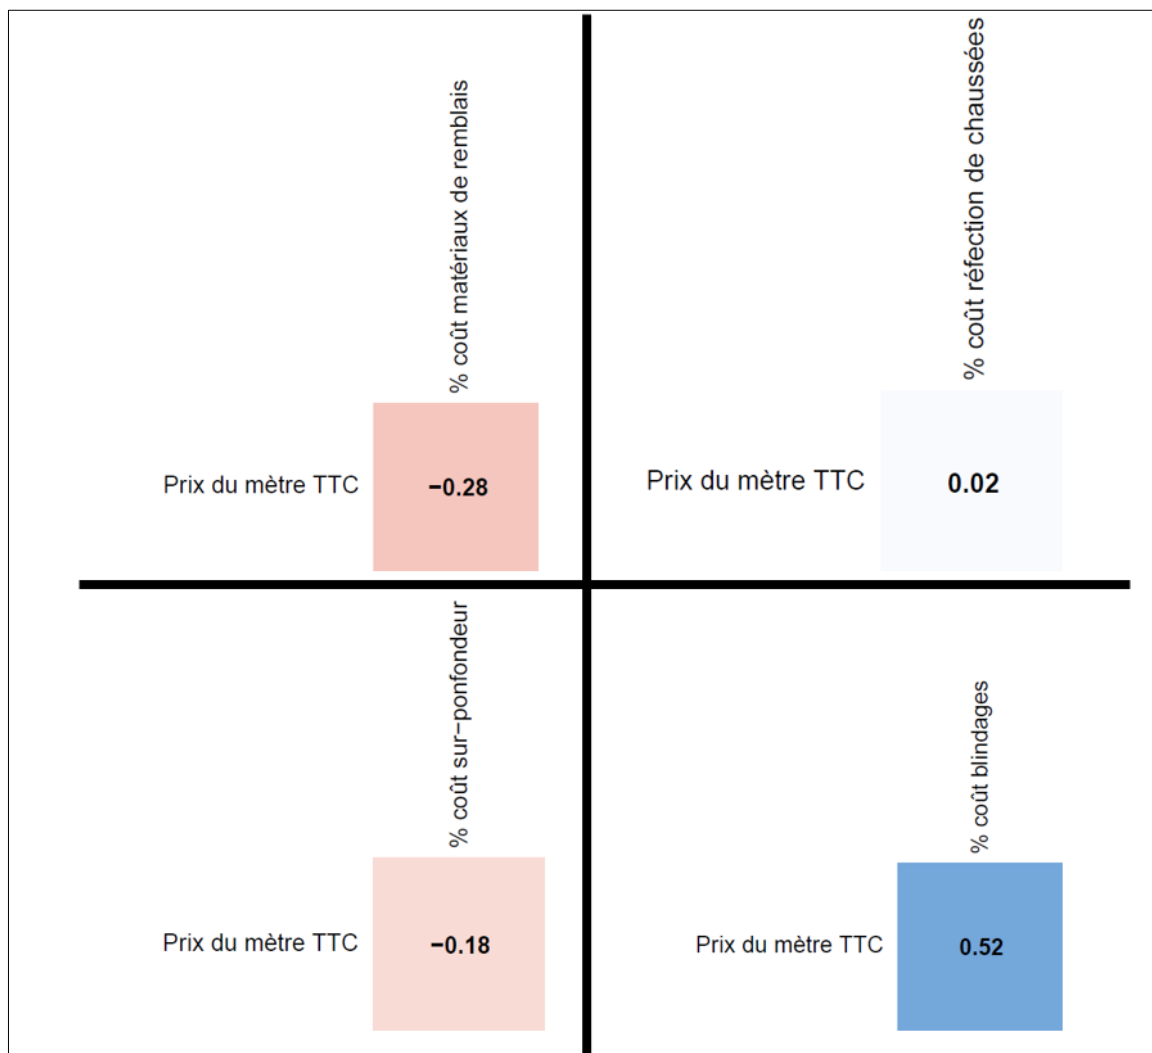 % coût matériaux de remblais
Prix du mètre TTC
−0.28
% coût réfection de chaussées
Prix du mètre TTC
0.02
% coût sur−ponfondeur
Prix du mètre TTC
−0.18
% coût blindages
Prix du mètre TTC
0.52